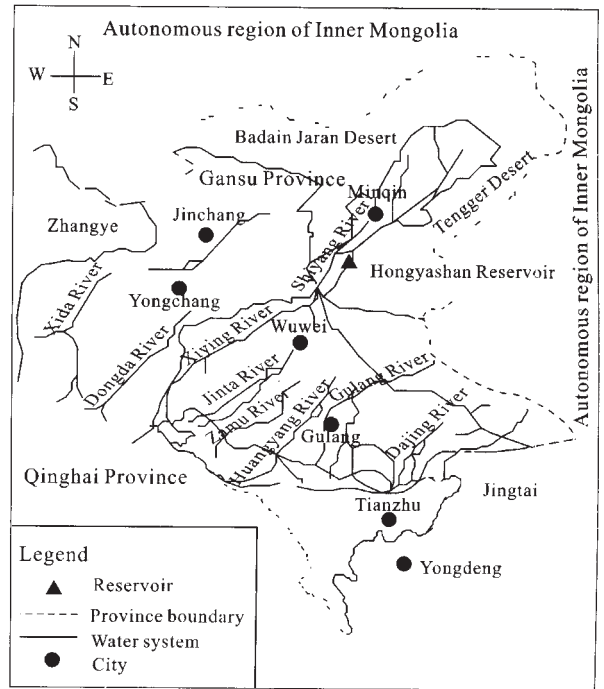 Autonomous region of Inner Mongolia
N
W
E
S
Autonomous region of Inner Mongolia
Badain Jaran Desert
Gansu Province
Minqin
Tengger Desert
Zhangye
Jinchang
Shiyang River
Hongyashan Reservoir
Xida River
Yongchang
Dongda River
Xiying River
Wuwei
Jinta River
Zamu River
Huangyang River
Gulang River
Gulang
Dajing River
Qinghai Province
Jingtai
Tianzhu
Yongdeng
Legend
Reservoir
Province boundary
Water system
City